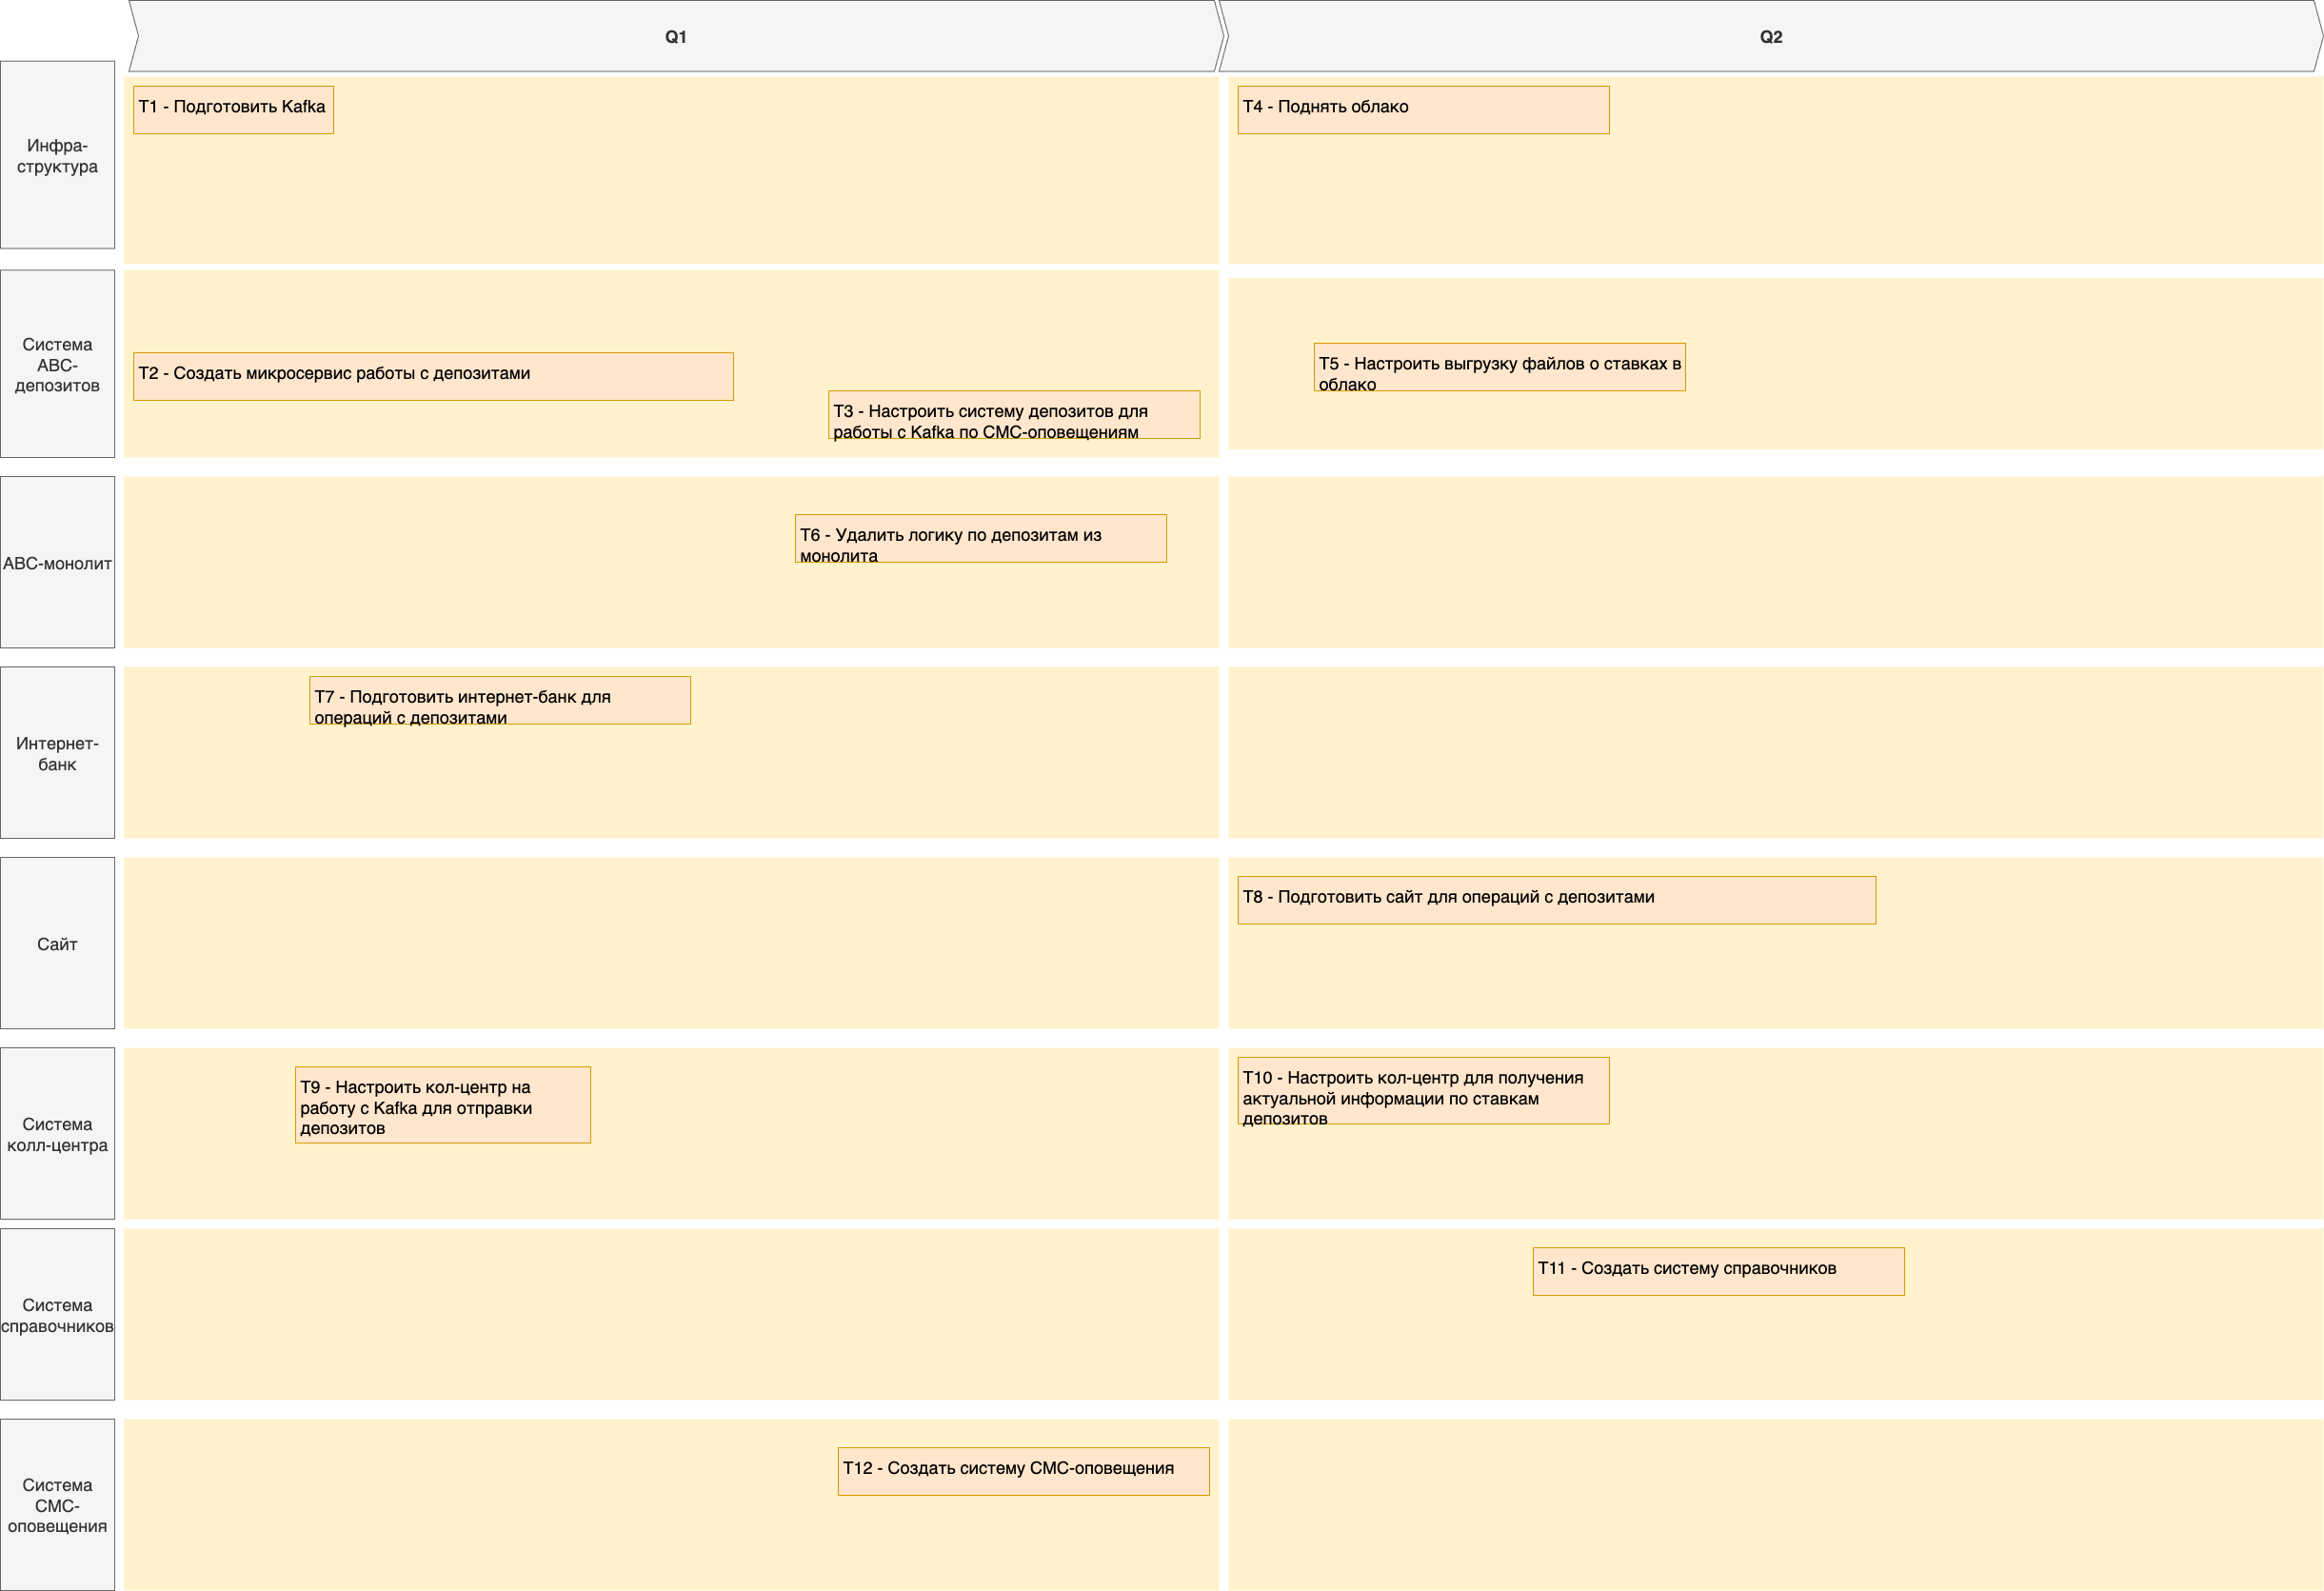 Q1
Q2
Инфра-
структура
T1 - Подготовить Kafka
T4 - Поднять облако
Система
АВС-
депозитов
T2 - Создать микросервис работы с депозитами
T3 - Настроить систему депозитов для
работы с Kafka по СМС-оповещениям
T5 - Настроить выгрузку файлов о ставках в
облако
АВС-монолит
T6 - Удалить логику по депозитам из
монолита
Интернет-
банк
T7 - Подготовить интернет-банк для
операций с депозитами
Сайт
T8 - Подготовить сайт для операций с депозитами
Система
колл-центра
T9 - Настроить кол-центр на
работу с Kafka для отправки
депозитов
T10 - Настроить кол-центр для получения
актуальной информации по ставкам
депозитов
Система
справочников
T11 - Создать систему справочников
Система
СМС-
оповещения
T12 - Создать систему СМС-оповещения